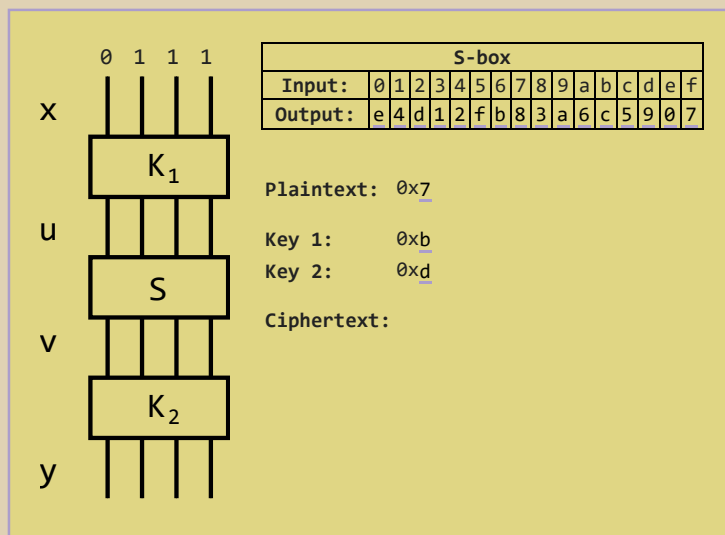 0 1 1 1
x
K₁
u
S
v
K₂
y
S-box
Input: 0 1 2 3 4 5 6 7 8 9 a b c d e f
Output: e 4 d 1 2 f b 8 3 a 6 c 5 9 0 7
Plaintext: 0x7
Key 1: 0xb
Key 2: 0xd
Ciphertext: